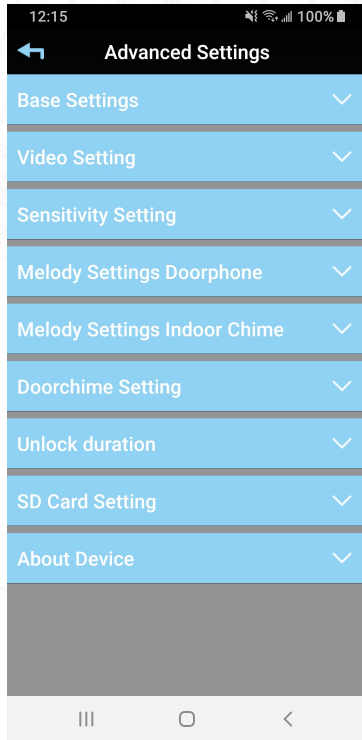 12:15 100%
Advanced Settings
Base Settings
Video Setting
Sensitivity Setting
Melody Settings Doorphone
Melody Settings Indoor Chime
Doorchime Setting
Unlock duration
SD Card Setting
About Device